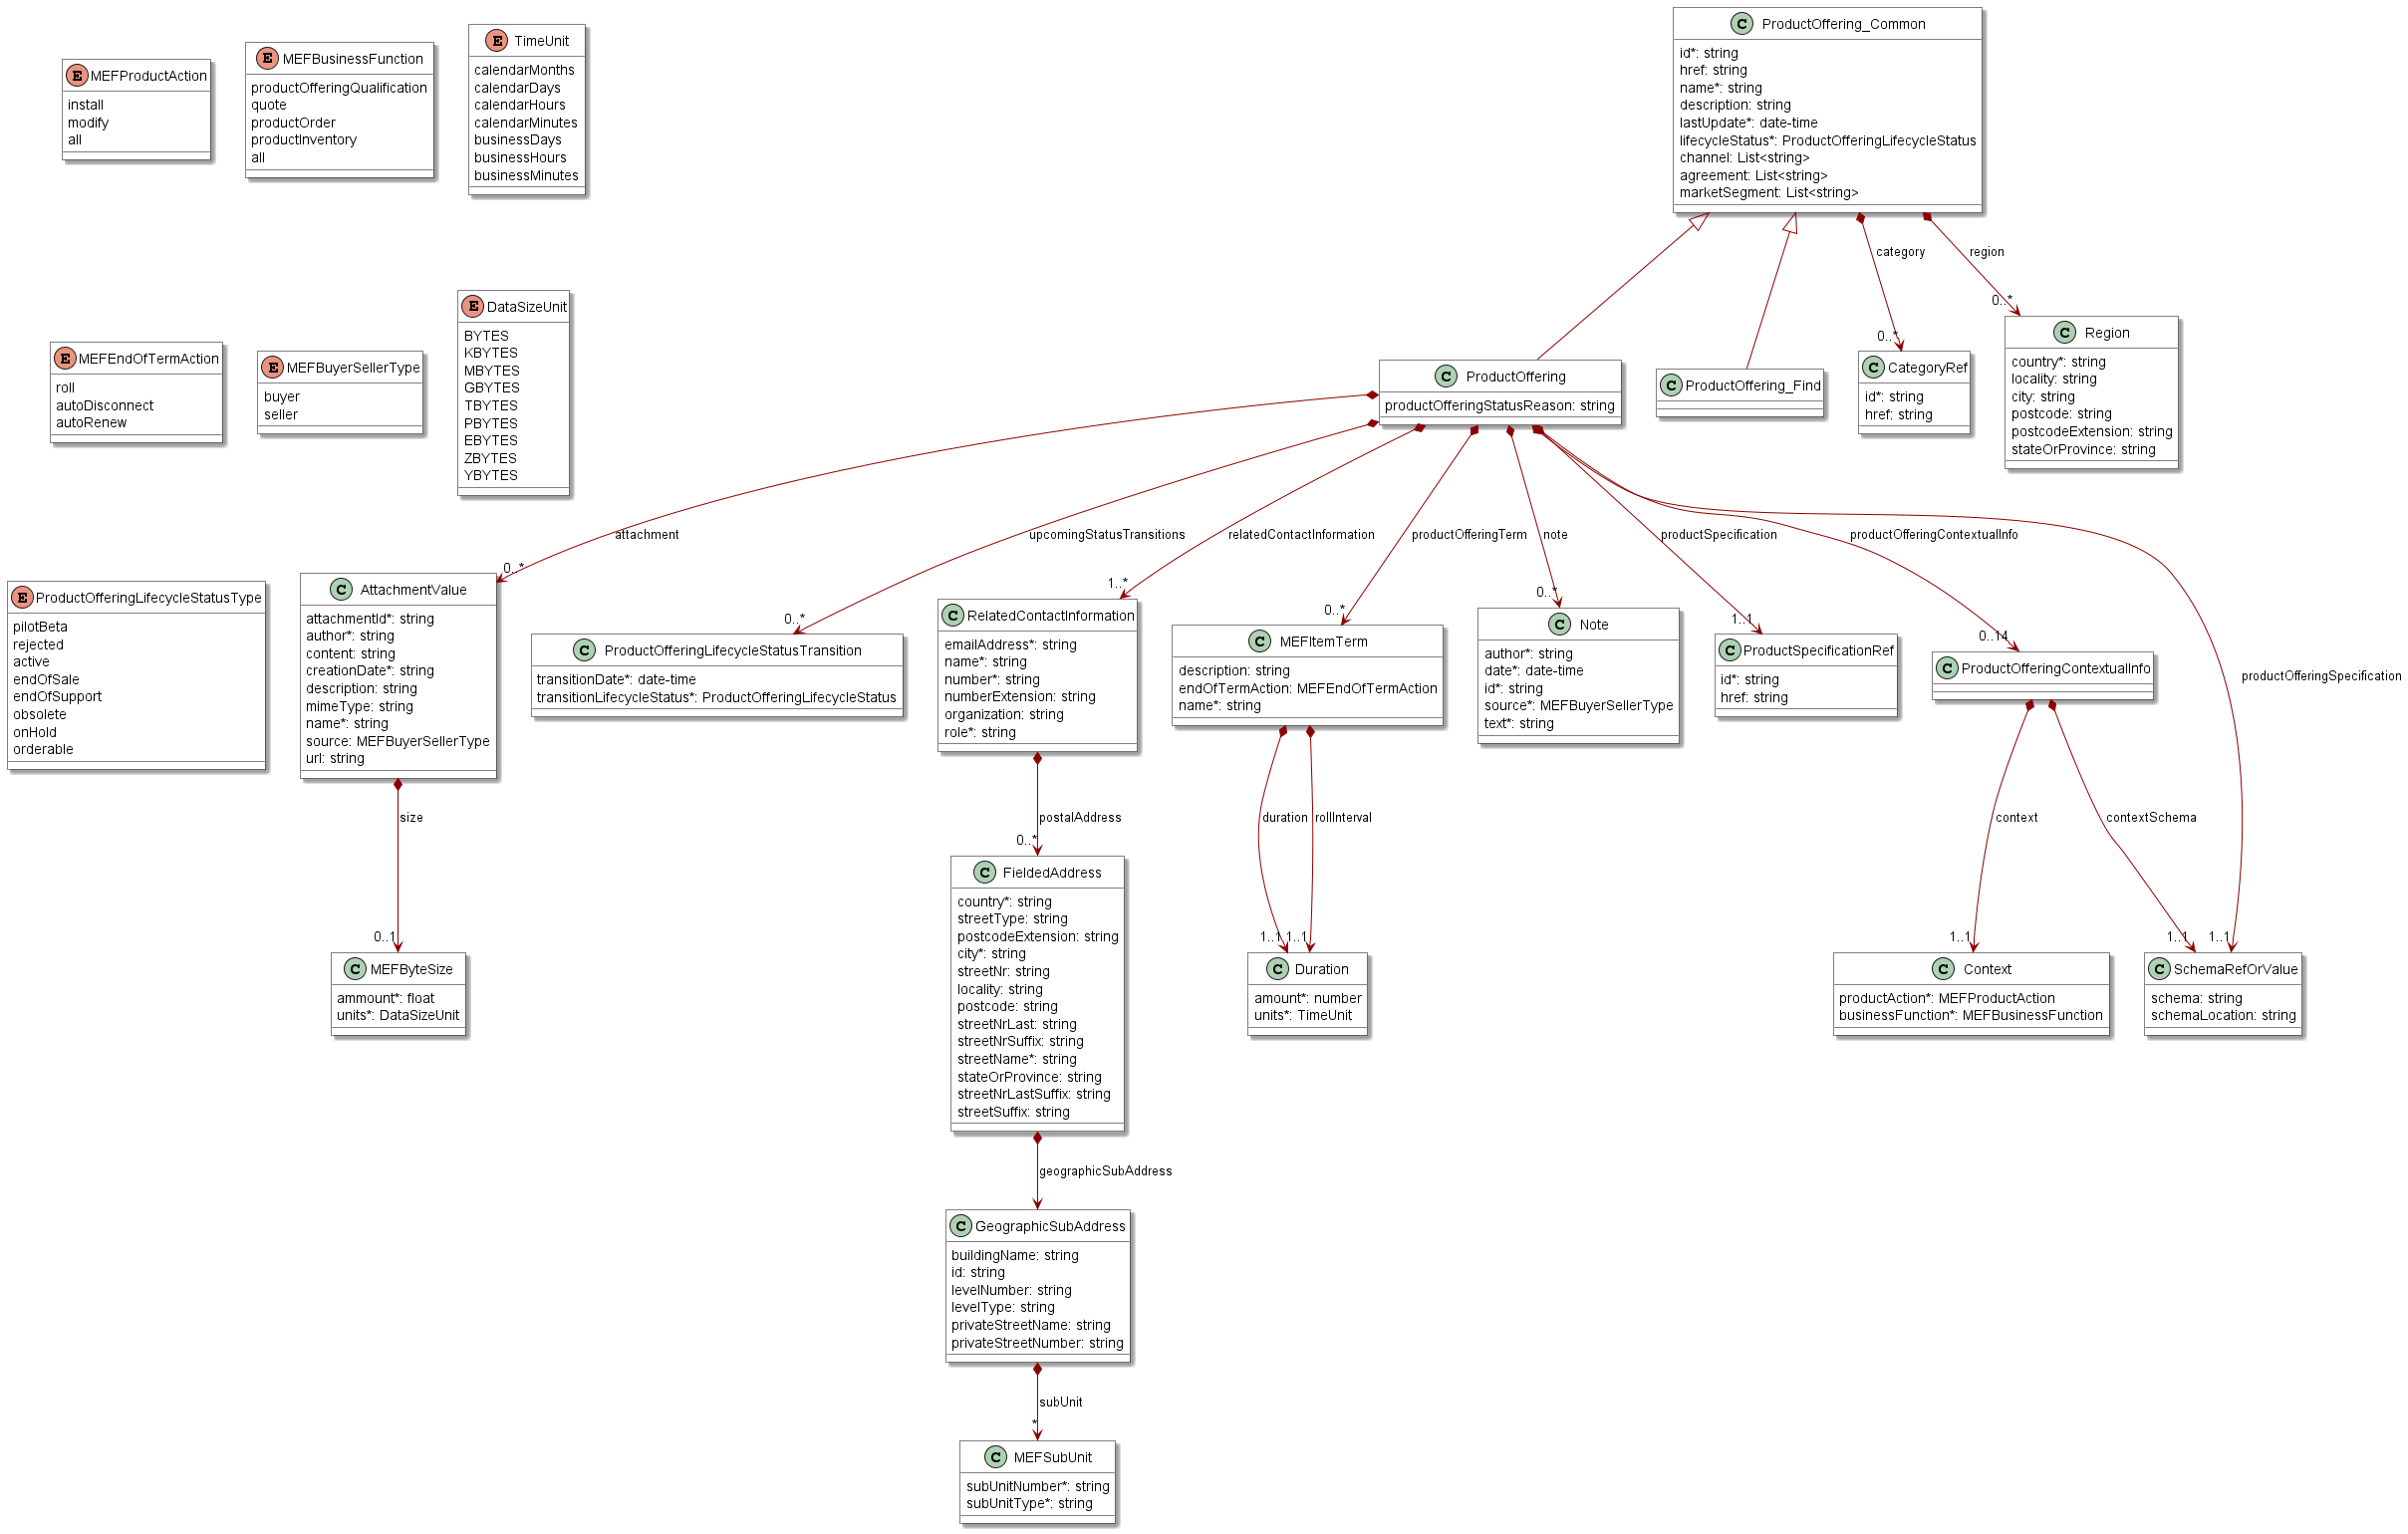 E MEFProductAction
install
modify
all
E MEFBusinessFunction
productOfferingQualification
quote
productOrder
productInventory
all
E TimeUnit
calendarMonths
calendarDays
calendarHours
calendarMinutes
businessDays
businessHours
businessMinutes
C ProductOffering_Common
id*: string
href: string
name*: string
description: string
lastUpdate*: date-time
lifecycleStatus*: ProductOfferingLifecycleStatus
channel: List<string>
agreement: List<string>
marketSegment: List<string>
category
region
0..*
0..*
E MEFEndOfTermAction
roll
autoDisconnect
autoRenew
E MEFBuyerSellerType
buyer
seller
E DataSizeUnit
BYTES
KBYTES
MBYTES
GBYTES
TBYTES
PBYTES
EBYTES
ZBYTES
YBYTES
C ProductOffering
productOfferingStatusReason: string
C ProductOffering_Find
C CategoryRef
id*: string
href: string
C Region
country*: string
locality: string
city: string
postcode: string
postcodeExtension: string
stateOrProvince: string
attachment
upcomingStatusTransitions
relatedContactInformation
productOfferingTerm
note
productSpecification
productOfferingContextualInfo
productOfferingSpecification
0..*
0..*
1..*
0..*
0..*
1..1
0..14
E ProductOfferingLifecycleStatusType
pilotBeta
rejected
active
endOfSale
endOfSupport
obsolete
onHold
orderable
C AttachmentValue
attachmentId*: string
author*: string
content: string
creationDate*: string
description: string
mimeType: string
name*: string
source: MEFBuyerSellerType
url: string
C ProductOfferingLifecycleStatusTransition
transitionDate*: date-time
transitionLifecycleStatus*: ProductOfferingLifecycleStatus
C RelatedContactInformation
emailAddress*: string
name*: string
number*: string
numberExtension: string
organization: string
role*: string
C MEFItemTerm
description: string
endOfTermAction: MEFEndOfTermAction
name*: string
C Note
author*: string
date*: date-time
id*: string
source*: MEFBuyerSellerType
text*: string
C ProductSpecificationRef
id*: string
href: string
C ProductOfferingContextualInfo
size
postalAddress
duration
rollInterval
context
contextSchema
0..1
0..*
1..1
1..1
1..1
1..1
1..1
C MEFByteSize
ammount*: float
units*: DataSizeUnit
C FieldedAddress
country*: string
streetType: string
postcodeExtension: string
city*: string
streetNr: string
locality: string
postcode: string
streetNrLast: string
streetNrSuffix: string
streetName*: string
stateOrProvince: string
streetNrLastSuffix: string
streetSuffix: string
C Duration
amount*: number
units*: TimeUnit
C Context
productAction*: MEFProductAction
businessFunction*: MEFBusinessFunction
C SchemaRefOrValue
schema: string
schemaLocation: string
geographicSubAddress
C GeographicSubAddress
buildingName: string
id: string
levelNumber: string
levelType: string
privateStreetName: string
privateStreetNumber: string
subUnit
*
C MEFSubUnit
subUnitNumber*: string
subUnitType*: string